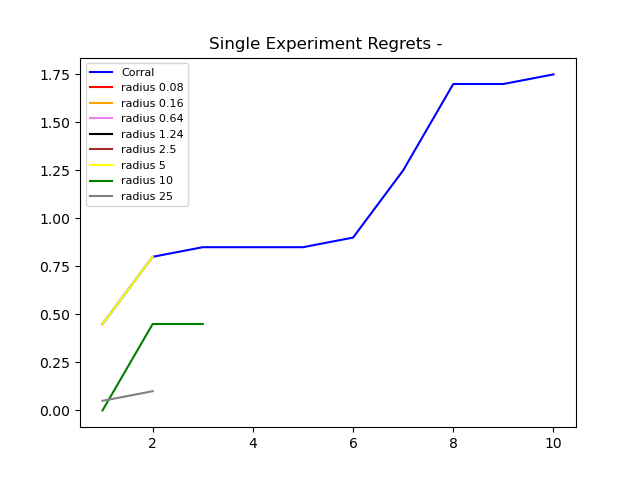 Single Experiment Regrets -
1.75
1.50
1.25
1.00
0.75
0.50
0.25
0.00
Corral
radius 0.08
radius 0.16
radius 0.64
radius 1.24
radius 2.5
radius 5
radius 10
radius 25
2 4 6 8 10